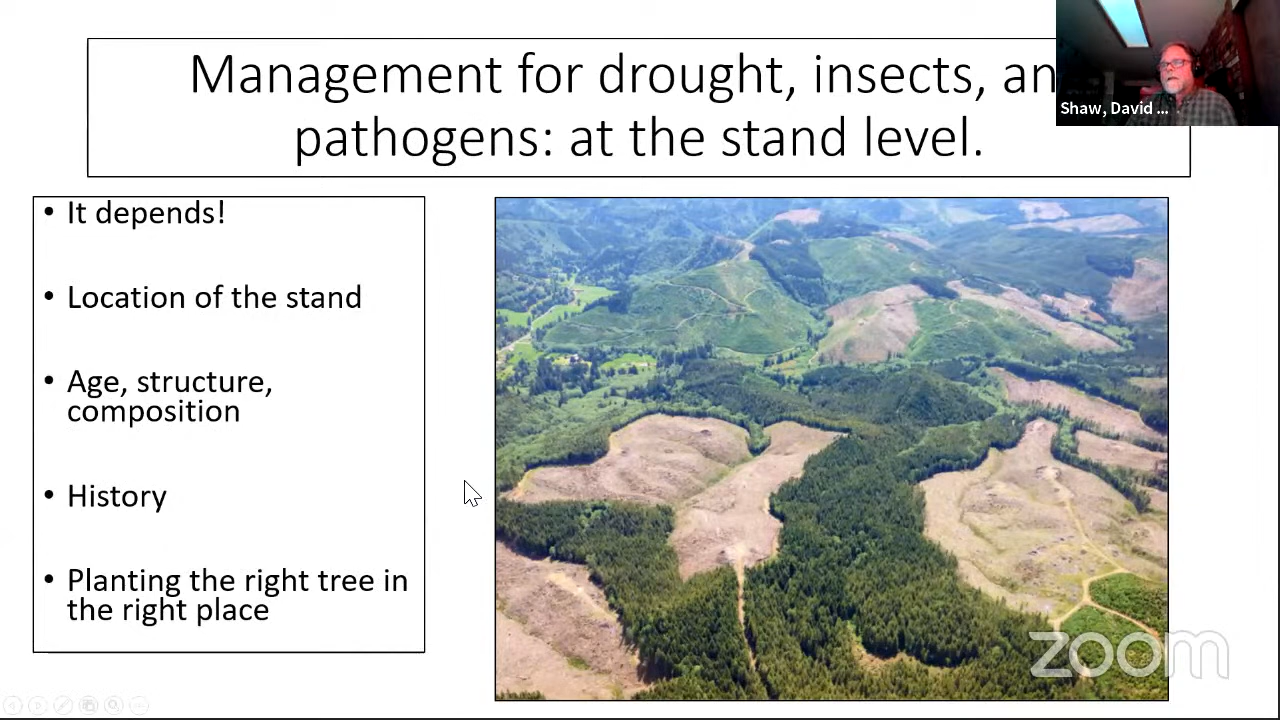 Management for drought, insects, an
pathogens: at the stand level.
Shaw, David ...
• It depends!
• Location of the stand
• Age, structure,
composition
• History
• Planting the right tree in
the right place
zoom